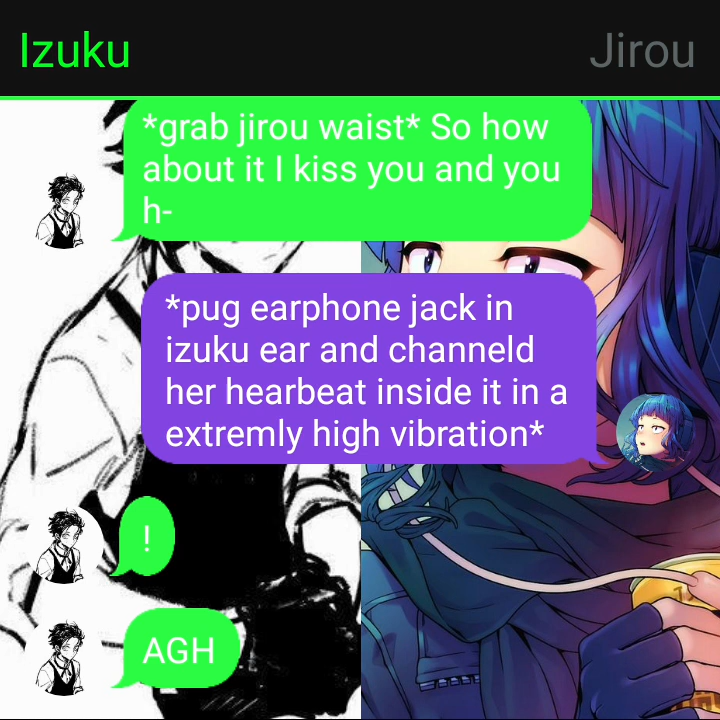 Izuku
Jirou
*grab jirou waist* So how
about it I kiss you and you
h-
*pug earphone jack in
izuku ear and channeld
her hearbeat inside it in a
extremly high vibration*
!
AGH